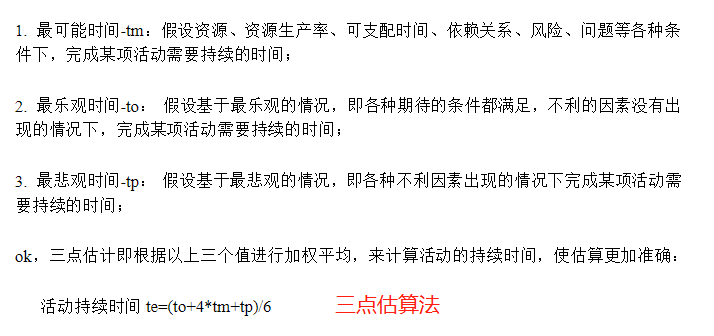 1. 最可能时间-tm：假设资源、资源生产率、可支配时间、依赖关系、风险、问题等各种条
件下，完成某项活动需要持续的时间；
2. 最乐观时间-to： 假设基于最乐观的情况，即各种期待的条件都满足，不利的因素没有出
现的情况下，完成某项活动需要持续的时间；
3. 最悲观时间-tp： 假设基于最悲观的情况，即各种不利因素出现的情况下完成某项活动需
要持续的时间；
ok，三点估计即根据以上三个值进行加权平均，来计算活动的持续时间，使估算更加准确：
活动持续时间 te=(to+4*tm+tp)/6 三点估算法